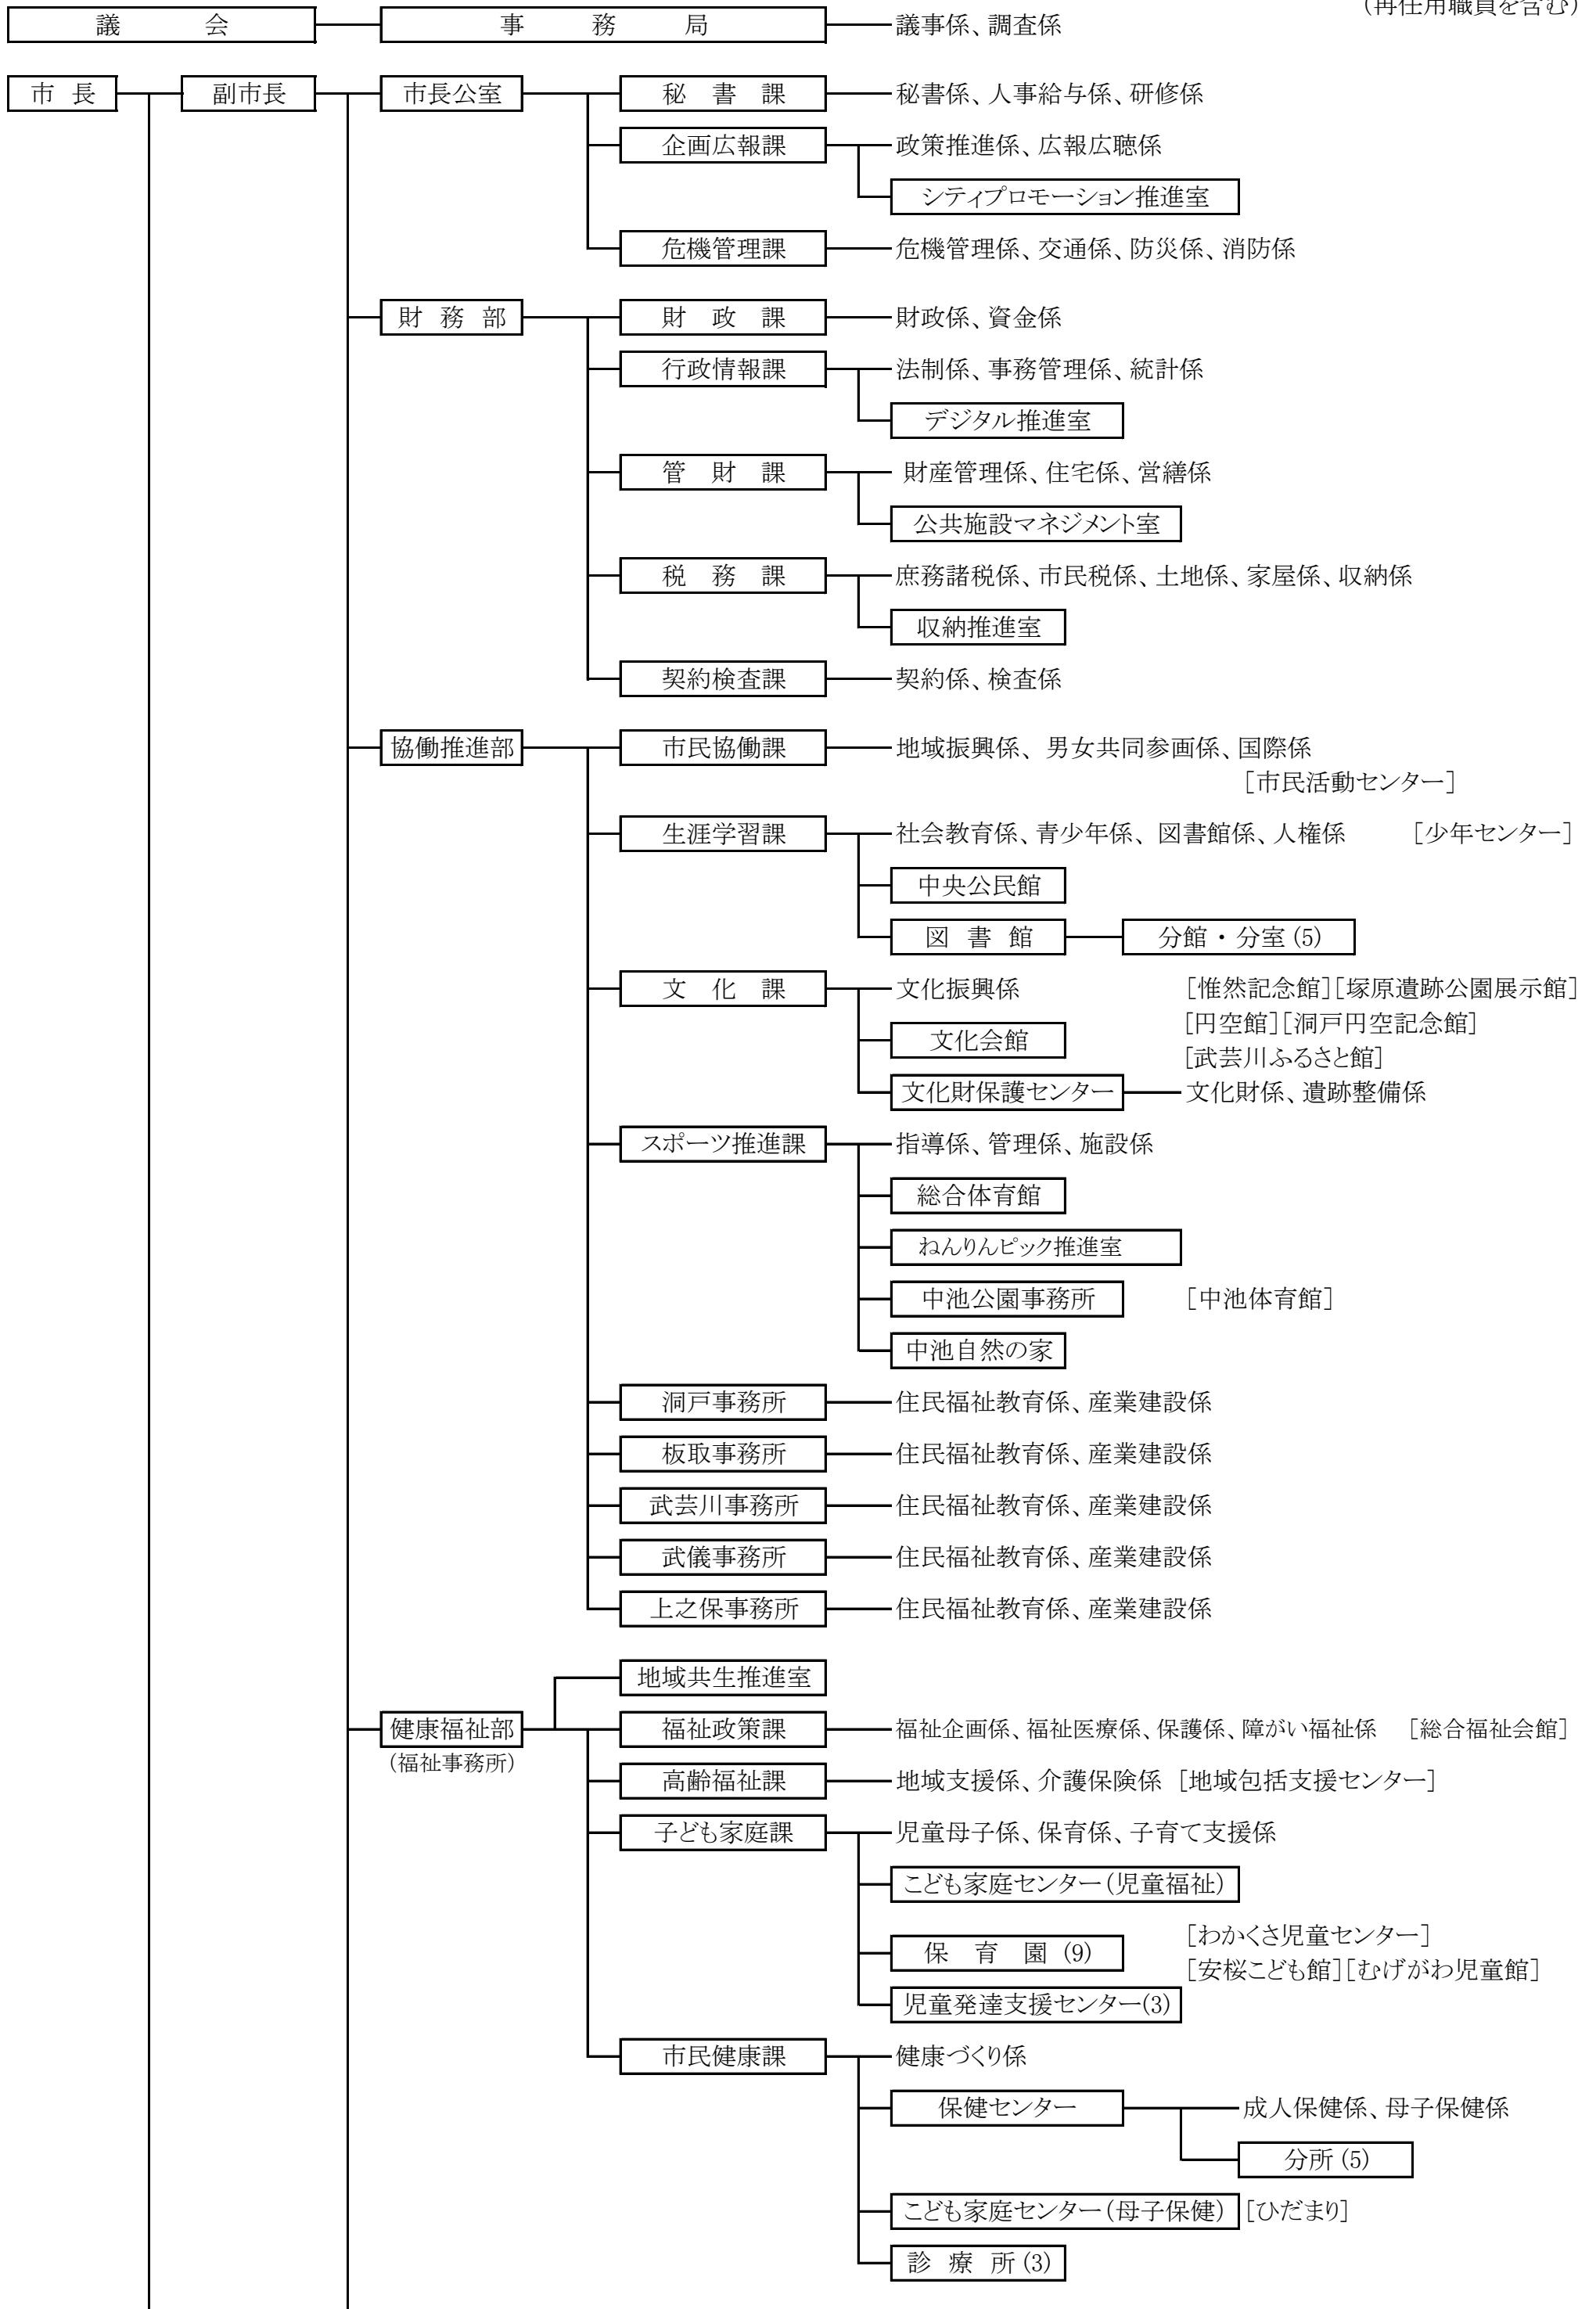 （再任用職員を含む）
議会 事務局 議事係、調査係
市長 副市長 市長公室 秘書課 秘書係、人事給与係、研修係
企画広報課 政策推進係、広報広聴係
シティプロモーション推進室
危機管理課 危機管理係、交通係、防災係、消防係
財務部 財政課 財政係、資金係
行政情報課 法制係、事務管理係、統計係
デジタル推進室
管財課 財産管理係、住宅係、営繕係
公共施設マネジメント室
税務課 庶務諸税係、市民税係、土地係、家屋係、収納係
収納推進室
契約検査課 契約係、検査係
協働推進部 市民協働課 地域振興係、男女共同参画係、国際係
［市民活動センター］
生涯学習課 社会教育係、青少年係、図書館係、人権係 ［少年センター］
中央公民館
図書館 分館・分室(5)
文化課 文化振興係 ［惟然記念館］［塚原遺跡公園展示館］
［円空館］［洞戸円空記念館］
文化会館
［武芸川ふるさと館］
文化財保護センター 文化財係、遺跡整備係
スポーツ推進課 指導係、管理係、施設係
総合体育館
ねんりんピック推進室
中池公園事務所 ［中池体育館］
中池自然の家
洞戸事務所 住民福祉教育係、産業建設係
板取事務所 住民福祉教育係、産業建設係
武芸川事務所 住民福祉教育係、産業建設係
武儀事務所 住民福祉教育係、産業建設係
上之保事務所 住民福祉教育係、産業建設係
地域共生推進室
健康福祉部 福祉政策課 福祉企画係、福祉医療係、保護係、障がい福祉係 ［総合福祉会館］
（福祉事務所）
高齢福祉課 地域支援係、介護保険係 ［地域包括支援センター］
子ども家庭課 児童母子係、保育係、子育て支援係
こども家庭センター（児童福祉）
［わかくさ児童センター］
保育園(9)
［安桜こども館］［むげがわ児童館］
児童発達支援センター(3)
市民健康課 健康づくり係
保健センター 成人保健係、母子保健係
分所(5)
こども家庭センター（母子保健） ［ひだまり］
診療所(3)